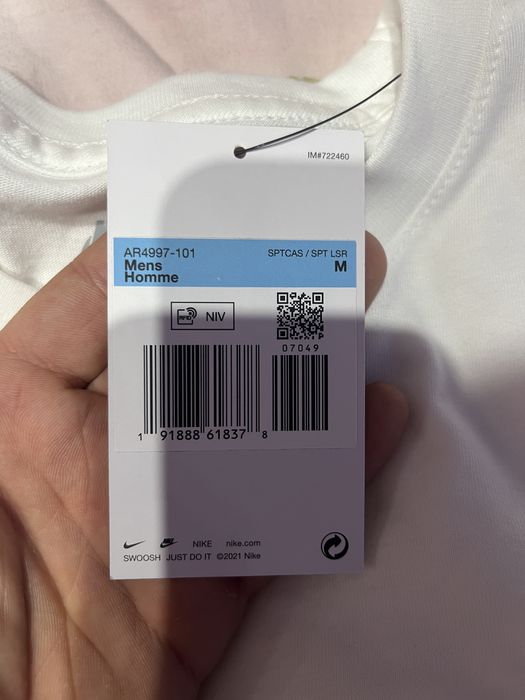 IM#722460
AR4997-101 SPTCAS / SPT LSR
Mens M
Homme
NIV
07049
1 91888 61837 8
NIKE nike.com
SWOOSH JUST DO IT ©2021 Nike